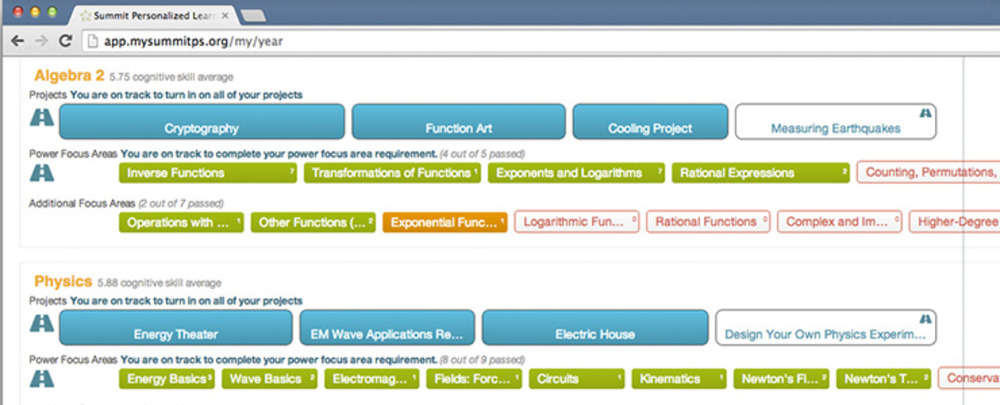 Summit Personalized Lear
app.mysummitps.org/my/year
Algebra 2 5.75 cognitive skill average
Projects You are on track to turn in on all of your projects
Cryptography Function Art Cooling Project Measuring Earthquakes
Power Focus Areas You are on track to complete your power focus area requirement. (4 out of 5 passed)
Inverse Functions 7 Transformations of Functions 1 Exponents and Logarithms 7 Rational Expressions 2 Counting, Permutations,
Additional Focus Areas (2 out of 7 passed)
Operations with ... 1 Other Functions (... 2 Exponential Func... 1 Logarithmic Fun... 0 Rational Functions 0 Complex and Im... 0 Higher-Degree
Physics 5.88 cognitive skill average
Projects You are on track to turn in on all of your projects
Energy Theater EM Wave Applications Re... Electric House Design Your Own Physics Experim...
Power Focus Areas You are on track to complete your power focus area requirement. (8 out of 9 passed)
Energy Basics 3 Wave Basics 2 Electromag... 1 Fields: Forc... 1 Circuits 1 Kinematics 1 Newton's Fi... 2 Newton's T... 2 Conserva